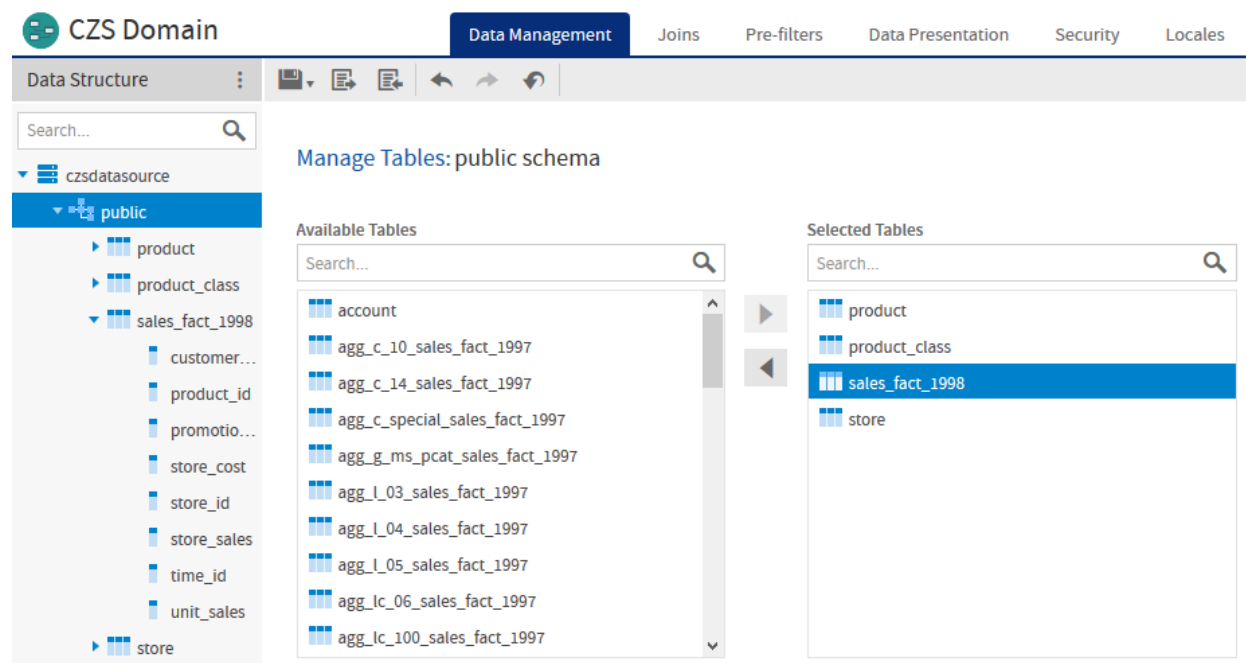 CZS Domain
Data Management
Joins
Pre-filters
Data Presentation
Security
Locales
Data Structure
Search...
czsdatasource
public
product
product_class
sales_fact_1998
customer...
product_id
promotio...
store_cost
store_id
store_sales
time_id
unit_sales
store
Manage Tables: public schema
Available Tables
Search...
account
agg_c_10_sales_fact_1997
agg_c_14_sales_fact_1997
agg_c_special_sales_fact_1997
agg_g_ms_pcat_sales_fact_1997
agg_l_03_sales_fact_1997
agg_l_04_sales_fact_1997
agg_l_05_sales_fact_1997
agg_lc_06_sales_fact_1997
agg_lc_100_sales_fact_1997
Selected Tables
Search...
product
product_class
sales_fact_1998
store